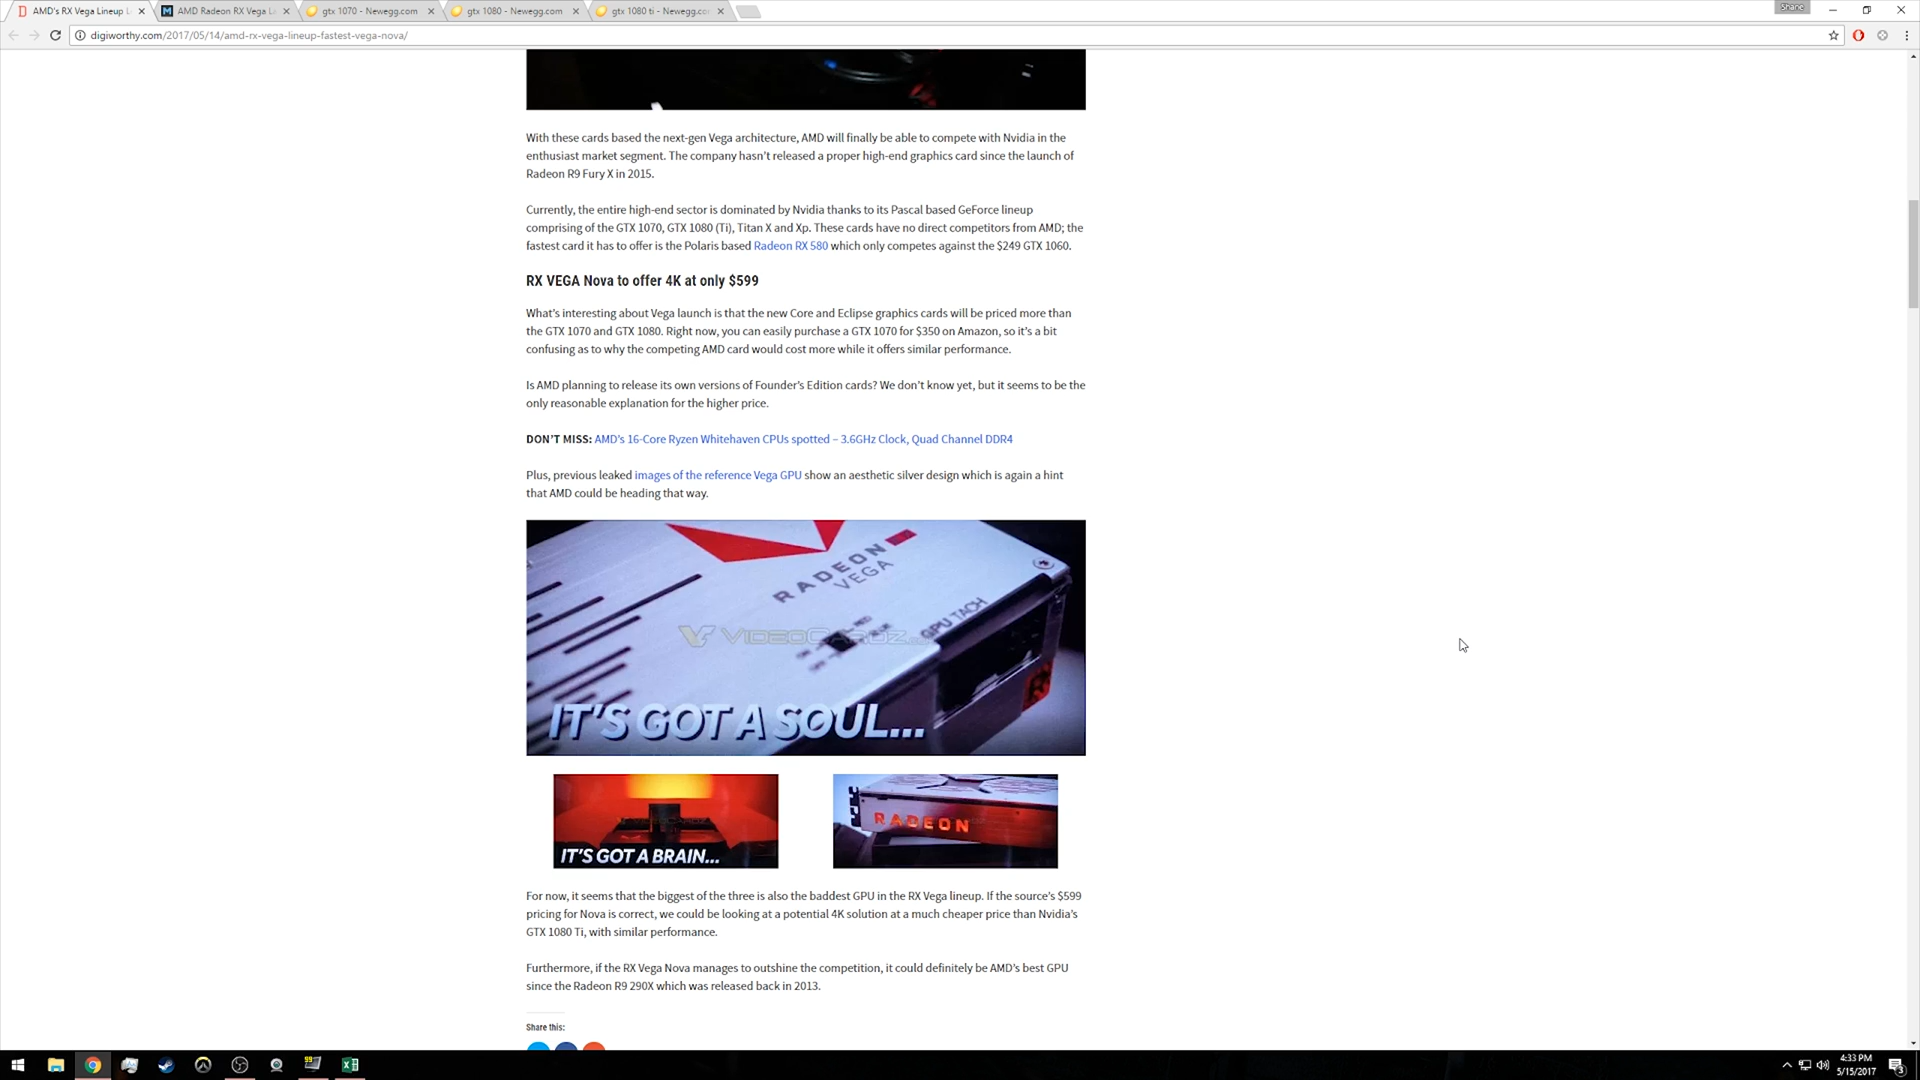 AMD's RX Vega Lineup L
AMD Radeon RX Vega La
gtx 1070 - Newegg.com
gtx 1080 - Newegg.com
gtx 1080 ti - Newegg.co
Shane
digiworthy.com/2017/05/14/amd-rx-vega-lineup-fastest-vega-nova/
With these cards based the next-gen Vega architecture, AMD will finally be able to compete with Nvidia in the
enthusiast market segment. The company hasn't released a proper high-end graphics card since the launch of
Radeon R9 Fury X in 2015.
Currently, the entire high-end sector is dominated by Nvidia thanks to its Pascal based GeForce lineup
comprising of the GTX 1070, GTX 1080 (Ti), Titan X and Xp. These cards have no direct competitors from AMD; the
fastest card it has to offer is the Polaris based Radeon RX 580 which only competes against the $249 GTX 1060.
RX VEGA Nova to offer 4K at only $599
What's interesting about Vega launch is that the new Core and Eclipse graphics cards will be priced more than
the GTX 1070 and GTX 1080. Right now, you can easily purchase a GTX 1070 for $350 on Amazon, so it's a bit
confusing as to why the competing AMD card would cost more while it offers similar performance.
Is AMD planning to release its own versions of Founder's Edition cards? We don't know yet, but it seems to be the
only reasonable explanation for the higher price.
DON'T MISS: AMD's 16-Core Ryzen Whitehaven CPUs spotted – 3.6GHz Clock, Quad Channel DDR4
Plus, previous leaked images of the reference Vega GPU show an aesthetic silver design which is again a hint
that AMD could be heading that way.
RADEON
VEGA
GPU TACH
VIDEOCARDZ
IT'S GOT A SOUL...
IT'S GOT A BRAIN...
RADEON
For now, it seems that the biggest of the three is also the baddest GPU in the RX Vega lineup. If the source's $599
pricing for Nova is correct, we could be looking at a potential 4K solution at a much cheaper price than Nvidia's
GTX 1080 Ti, with similar performance.
Furthermore, if the RX Vega Nova manages to outshine the competition, it could definitely be AMD's best GPU
since the Radeon R9 290X which was released back in 2013.
Share this:
4:33 PM
5/15/2017